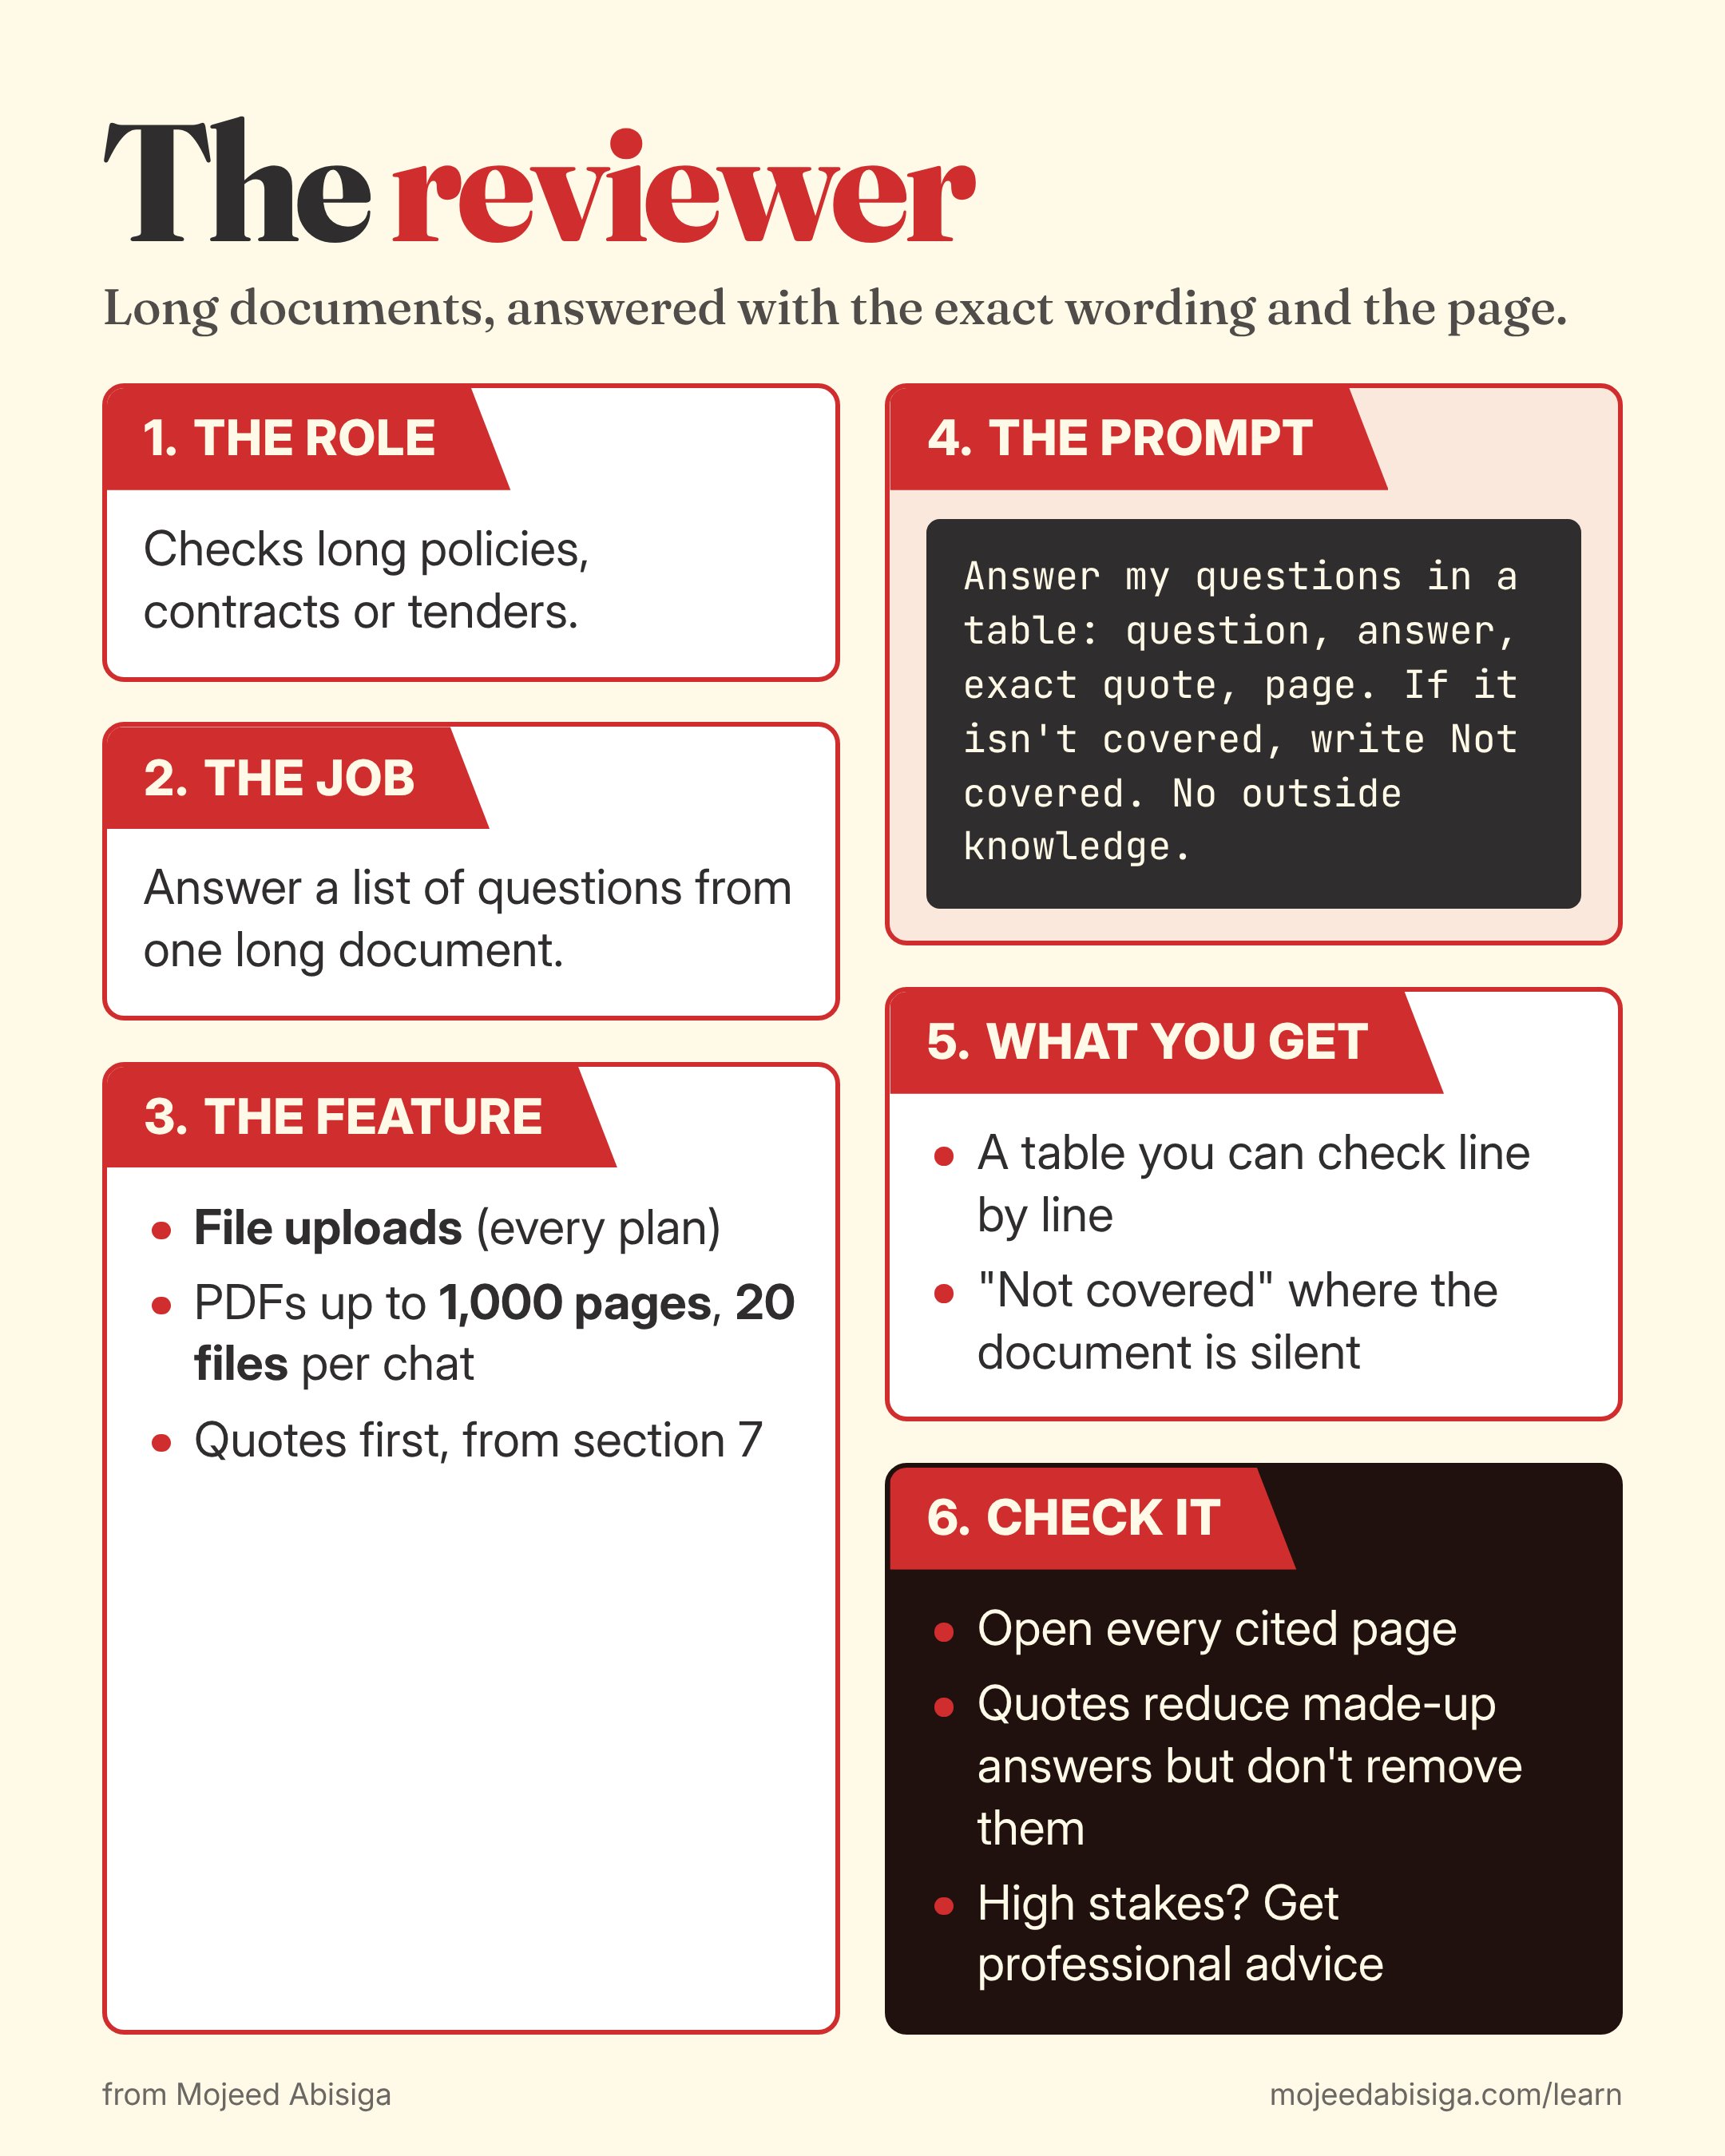 The reviewer
Long documents, answered with the exact wording and the page.
1. THE ROLE
Checks long policies,
contracts or tenders.
2. THE JOB
Answer a list of questions from
one long document.
3. THE FEATURE
File uploads (every plan)
PDFs up to 1,000 pages, 20
files per chat
Quotes first, from section 7
4. THE PROMPT
Answer my questions in a
table: question, answer,
exact quote, page. If it
isn't covered, write Not
covered. No outside
knowledge.
5. WHAT YOU GET
A table you can check line
by line
"Not covered" where the
document is silent
6. CHECK IT
Open every cited page
Quotes reduce made-up
answers but don't remove
them
High stakes? Get
professional advice
from Mojeed Abisiga
mojeedabisiga.com/learn